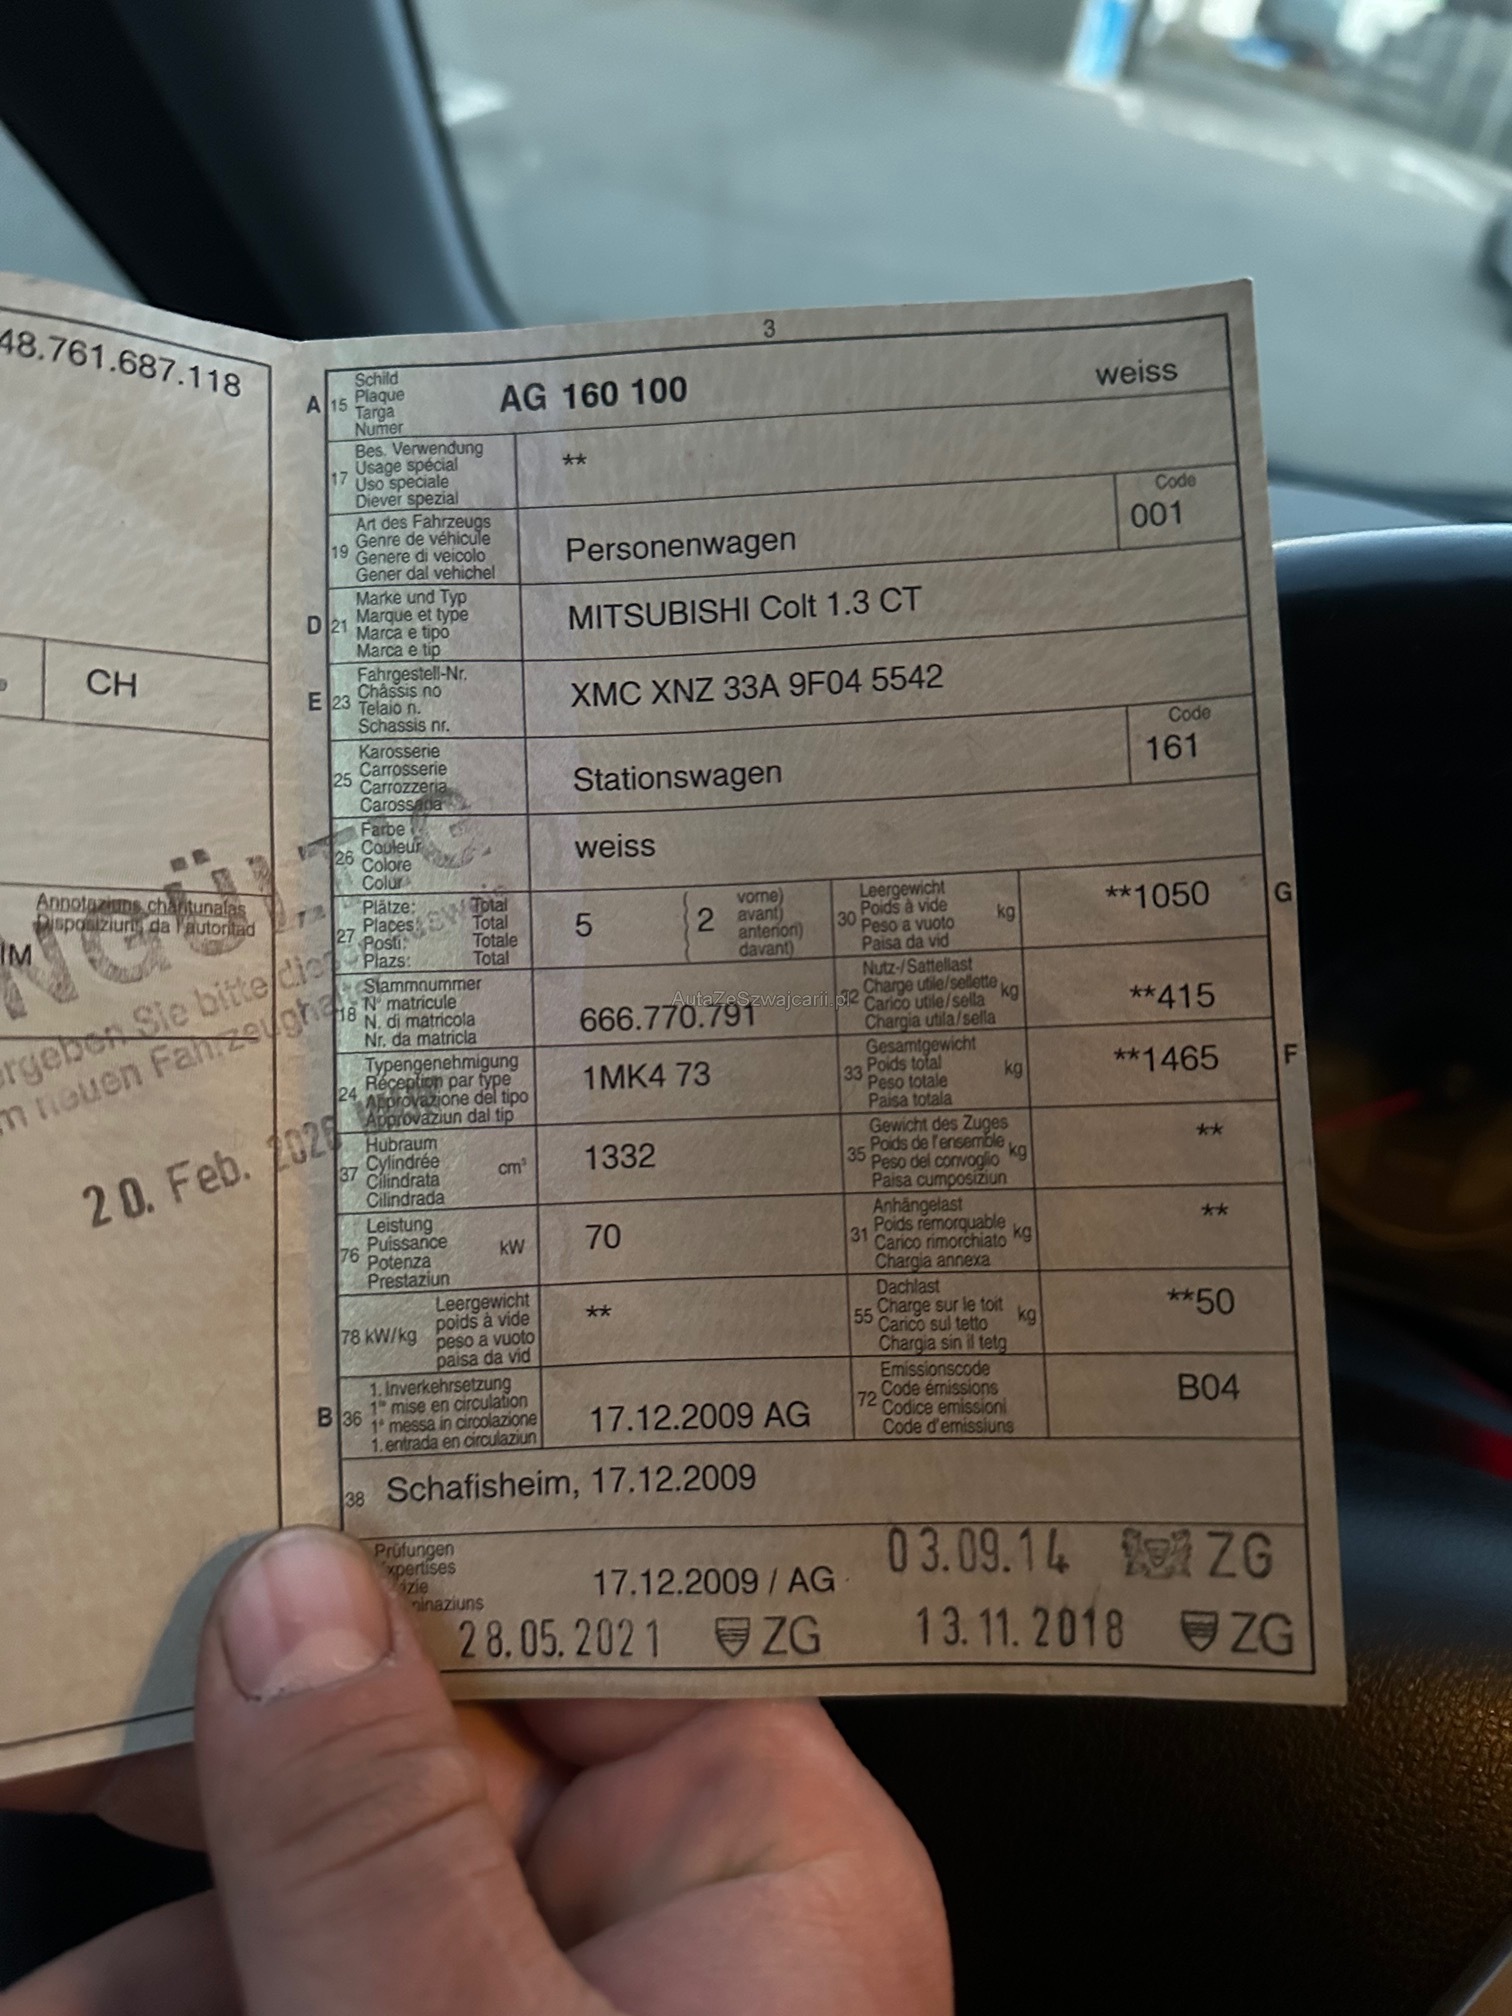 48.761.687.118
CH
Annotaziuns chantunalas
Disposiziuns da l'autoritad
IM
20. Feb. 2026
3
A 15 Schild
Plaque
Targa
Numer
AG 160 100 weiss
17 Bes. Verwendung
Usage spécial
Uso speciale
Diever spezial
**
19 Art des Fahrzeugs
Genre de véhicule
Genere di veicolo
Gener dal vehichel
Personenwagen
Code
001
D 21 Marke und Typ
Marque et type
Marca e tipo
Marca e tip
MITSUBISHI Colt 1.3 CT
E 23 Fahrgestell-Nr.
Châssis no
Telaio n.
Schassis nr.
XMC XNZ 33A 9F04 5542
25 Karosserie
Carrosserie
Carrozzeria
Carossaria
Stationswagen
Code
161
26 Farbe
Couleur
Colore
Colur
weiss
27 Plätze: Total
Places: Total
Posti: Totale
Plazs: Total
5 { 2 vorne)
avant)
anterion)
davant)
30 Leergewicht
Poids à vide kg
Peso a vuoto
Paisa da vid
**1050 G
18 Stammnummer
N° matricule
N. di matricola
Nr. da matricla
666.770.791
32 Nutz-/Sattellast
Charge utile/sellette kg
Carico utile/sella
Chargia utila/sella
**415
24 Typengenehmigung
Réception par type
Approvazione del tipo
Approvaziun dal tip
1MK4 73
33 Gesamtgewicht
Poids total kg
Peso totale
Paisa totala
**1465 F
37 Hubraum
Cylindrée cm³
Cilindrata
Cilindrada
1332
35 Gewicht des Zuges
Poids de l'ensemble kg
Peso del convoglio
Paisa cumposiziun
**
76 Leistung
Puissance kW
Potenza
Prestaziun
70
31 Anhängelast
Poids remorquable kg
Carico rimorchiato
Chargia annexa
**
78 kW/kg Leergewicht
poids à vide
peso a vuoto
paisa da vid
**
55 Dachlast
Charge sur le toit kg
Carico sul tetto
Chargia sin il tetg
**50
B 36 1. Inverkehrsetzung
1re mise en circulation
1a messa in circolazione
1. entrada en circulaziun
17.12.2009 AG
72 Emissionscode
Code émissions
Codice emissioni
Code d'emissiuns
B04
38 Schafisheim, 17.12.2009
Prüfungen
17.12.2009 / AG 03.09.14 ZG
28.05.2021 ZG 13.11.2018 ZG
AutaZeSzwajcarii.pl